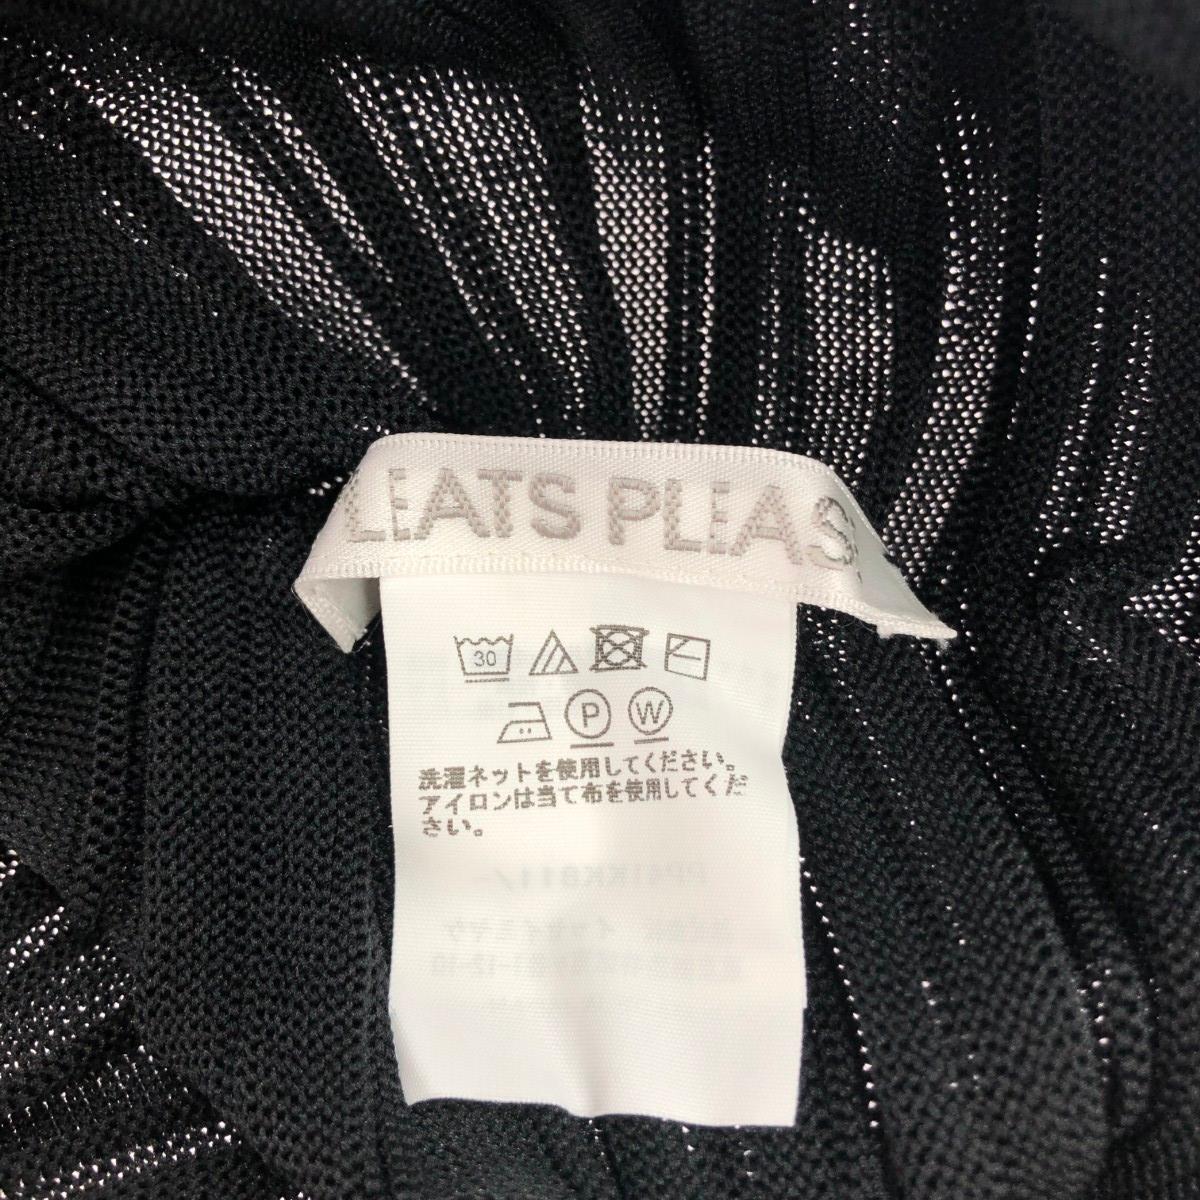 LEATS PLEAS
30
P W
洗濯ネットを使用してください。
アイロンは当て布を使用してくだ
さい。